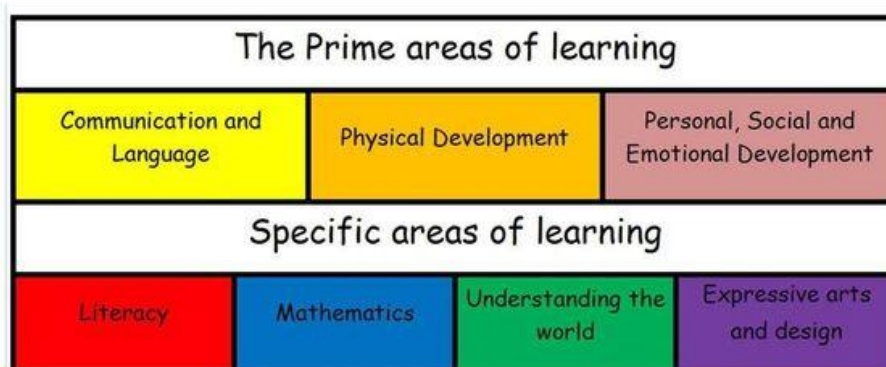 The Prime areas of learning
Communication and
Language
Physical Development
Personal, Social and
Emotional Development
Specific areas of learning
Literacy
Mathematics
Understanding the
world
Expressive arts
and design